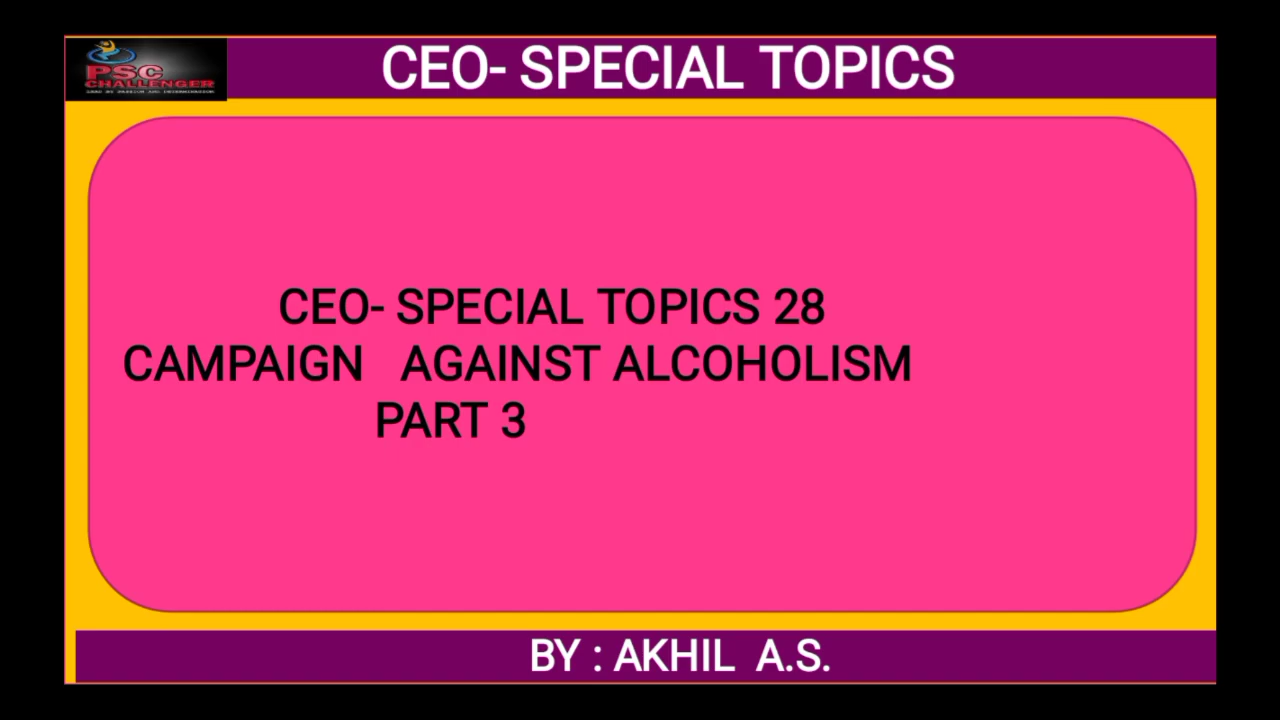 PSC
CHALLENGER
CEO- SPECIAL TOPICS
CEO- SPECIAL TOPICS 28
CAMPAIGN AGAINST ALCOHOLISM
PART 3
BY : AKHIL A.S.